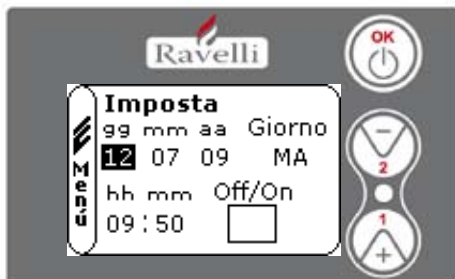 Ravelli
OK
Imposta
gg mm aa Giorno
12 07 09 MA
hh mm Off/On
09:50
Menú
2
1